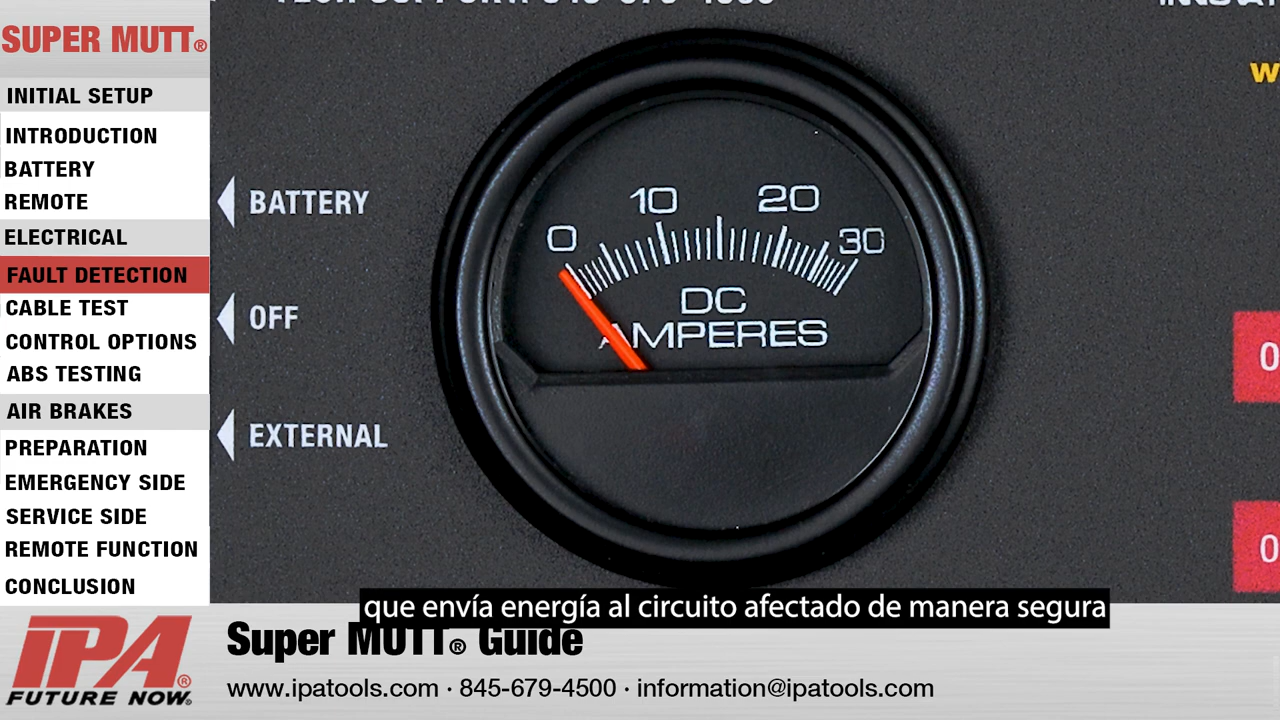 SUPER MUTT®
INITIAL SETUP
INTRODUCTION
BATTERY
REMOTE
ELECTRICAL
FAULT DETECTION
CABLE TEST
CONTROL OPTIONS
ABS TESTING
AIR BRAKES
PREPARATION
EMERGENCY SIDE
SERVICE SIDE
REMOTE FUNCTION
CONCLUSION
IPA®
FUTURE NOW.
BATTERY
OFF
EXTERNAL
0 10 20 30
DC
AMPERES
que envía energía al circuito afectado de manera segura
Super MUTT® Guide
www.ipatools.com · 845-679-4500 · information@ipatools.com